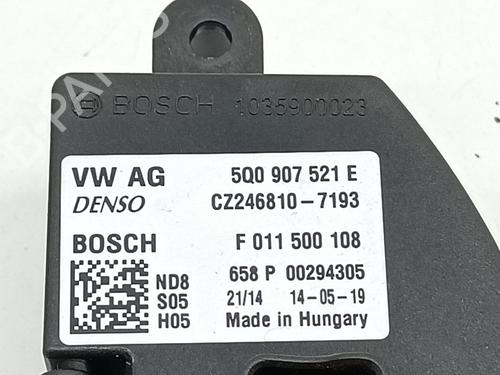 BOSCH 1035900023
VW AG 5Q0 907 521 E
DENSO CZ246810-7193
BOSCH F 011 500 108
ND8 658 P 00294305
S05 21/14 14-05-19
H05 Made in Hungary